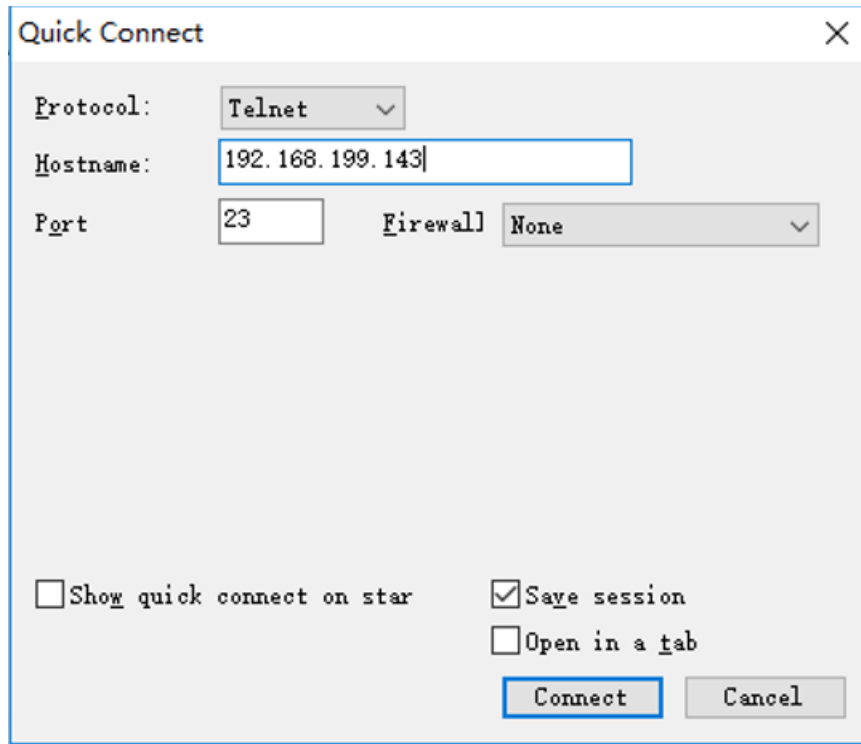 Quick Connect
Protocol: Telnet
Hostname: 192.168.199.143
Port 23 Firewall None
Show quick connect on star Save session
Open in a tab
Connect Cancel